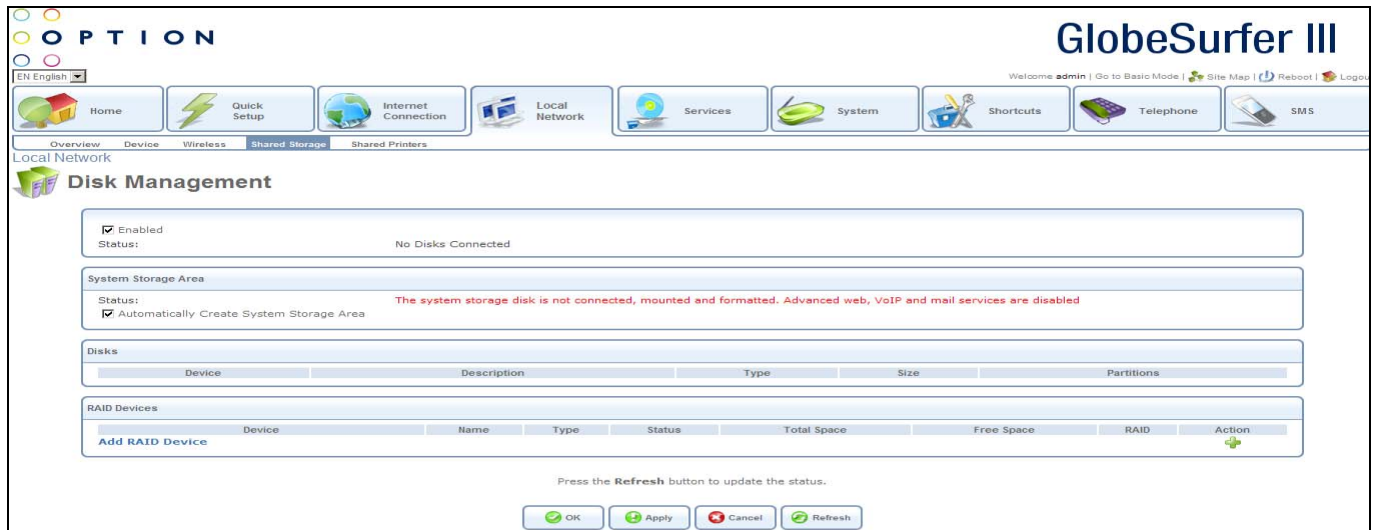 OPTION
GlobeSurfer III
EN English
Welcome admin | Go to Basic Mode | Site Map | Reboot | Logou
Home
Quick Setup
Internet Connection
Local Network
Services
System
Shortcuts
Telephone
SMS
Overview Device Wireless Shared Storage Shared Printers
Local Network
Disk Management
Enabled
Status: No Disks Connected
System Storage Area
Status: The system storage disk is not connected, mounted and formatted. Advanced web, VoIP and mail services are disabled
Automatically Create System Storage Area
Disks
Device Description Type Size Partitions
RAID Devices
Device Name Type Status Total Space Free Space RAID Action
Add RAID Device
Press the Refresh button to update the status.
OK Apply Cancel Refresh